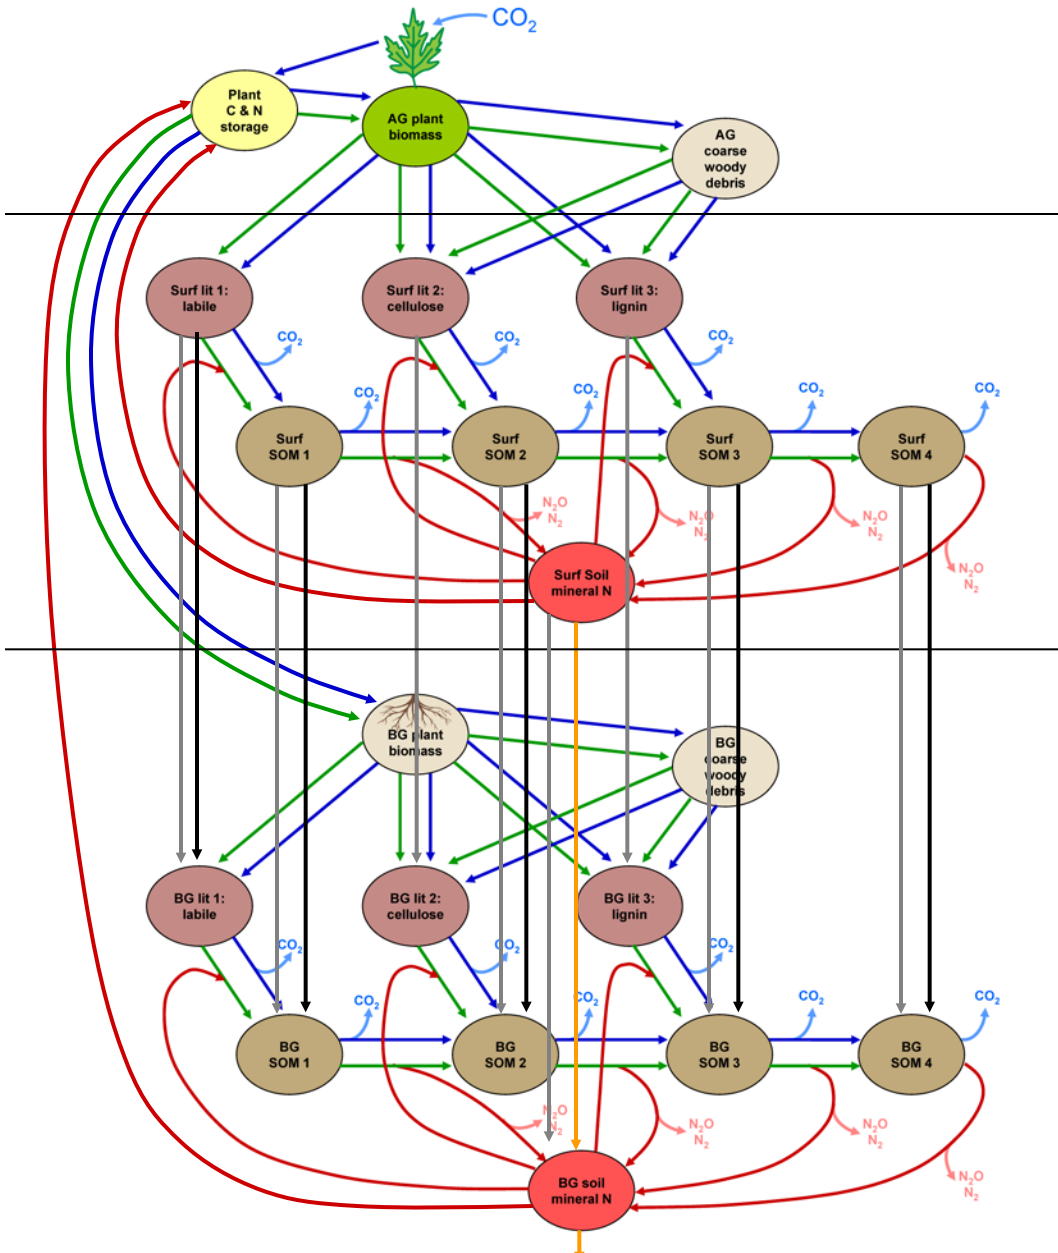 CO2
Plant
C & N
storage
AG plant
biomass
AG
coarse
woody
debris
Surf lit 1:
labile
Surf lit 2:
cellulose
Surf lit 3:
lignin
CO2
CO2
CO2
CO2
CO2
CO2
CO2
Surf
SOM 1
Surf
SOM 2
Surf
SOM 3
Surf
SOM 4
N2O
N2
N2O
N2
N2O
N2
N2O
N2
Surf Soil
mineral N
BG plant
biomass
BG
coarse
woody
debris
BG lit 1:
labile
BG lit 2:
cellulose
BG lit 3:
lignin
CO2
CO2
CO2
CO2
CO2
CO2
CO2
BG
SOM 1
BG
SOM 2
BG
SOM 3
BG
SOM 4
N2O
N2
N2O
N2
N2O
N2
N2O
N2
BG soil
mineral N